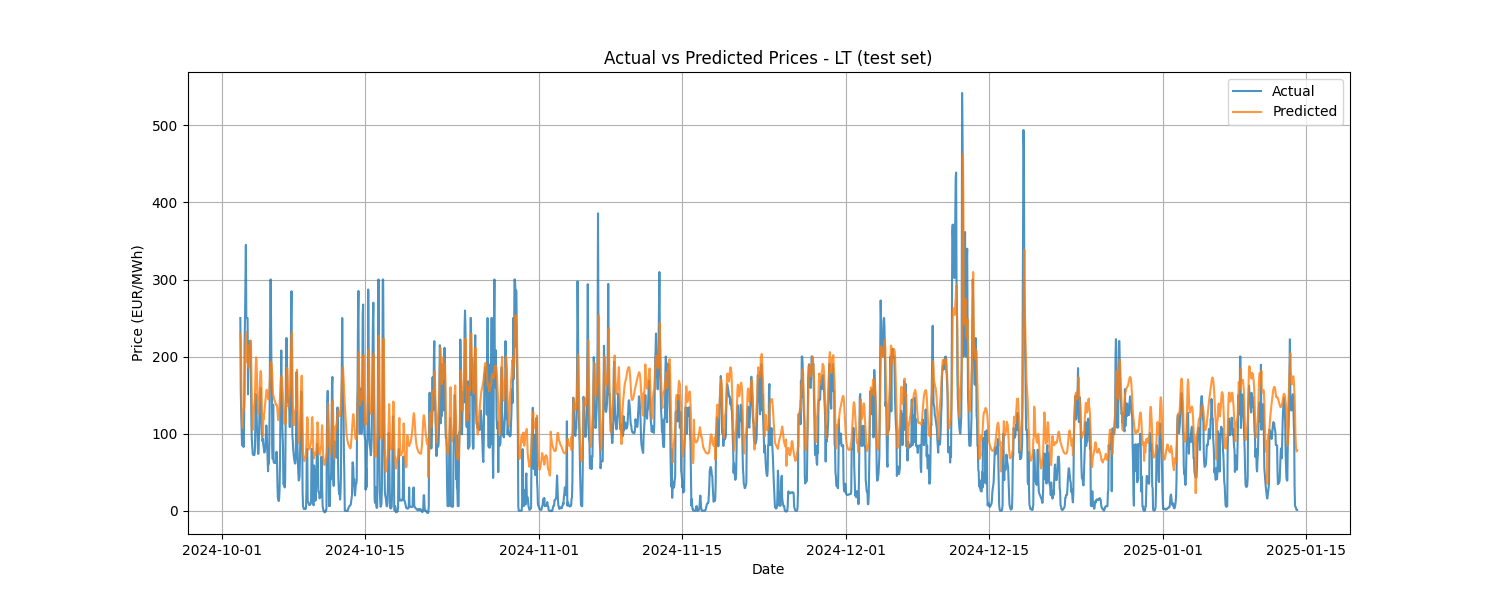 Actual vs Predicted Prices - LT (test set)
Actual
Predicted
500
400
300
200
100
0
Price (EUR/MWh)
2024-10-01 2024-10-15 2024-11-01 2024-11-15 2024-12-01 2024-12-15 2025-01-01 2025-01-15
Date